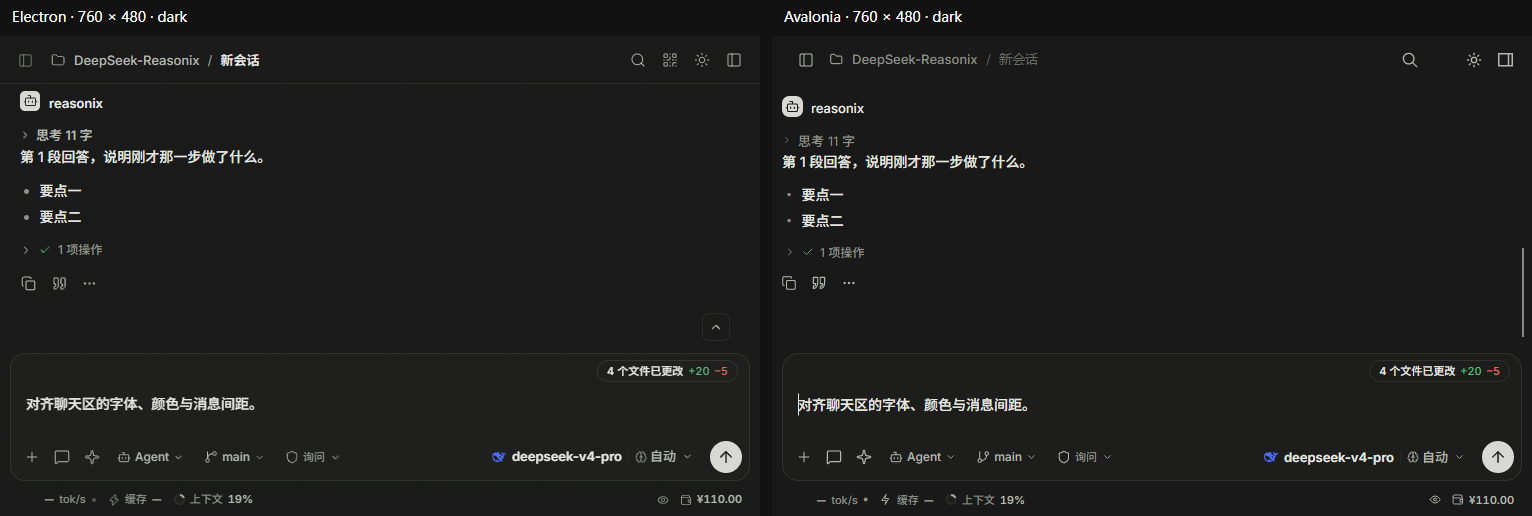 Electron · 760 × 480 · dark
DeepSeek-Reasonix / 新会话
reasonix
思考 11 字
第 1 段回答，说明刚才那一步做了什么。
• 要点一
• 要点二
1 项操作
4 个文件已更改 +20 −5
对齐聊天区的字体、颜色与消息间距。
Agent main 询问 deepseek-v4-pro 自动
— tok/s • 缓存 — 上下文 19% ¥110.00
Avalonia · 760 × 480 · dark
DeepSeek-Reasonix / 新会话
reasonix
思考 11 字
第 1 段回答，说明刚才那一步做了什么。
• 要点一
• 要点二
1 项操作
4 个文件已更改 +20 −5
对齐聊天区的字体、颜色与消息间距。
Agent main 询问 deepseek-v4-pro 自动
— tok/s • 缓存 — 上下文 19% ¥110.00